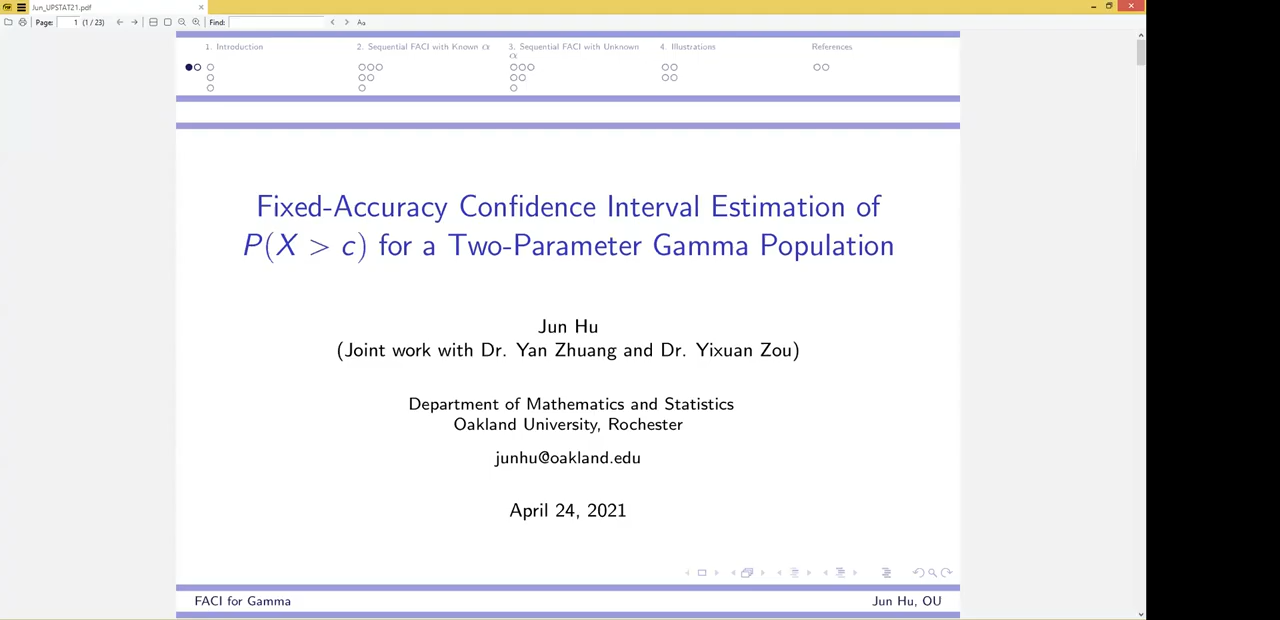 Jun_UPSTAT21.pdf
Page: 1 (1 / 23) Find: Aa
1. Introduction
2. Sequential FACI with Known α
3. Sequential FACI with Unknown α
4. Illustrations
References
Fixed-Accuracy Confidence Interval Estimation of
P(X > c) for a Two-Parameter Gamma Population
Jun Hu
(Joint work with Dr. Yan Zhuang and Dr. Yixuan Zou)
Department of Mathematics and Statistics
Oakland University, Rochester
junhu@oakland.edu
April 24, 2021
FACI for Gamma
Jun Hu, OU